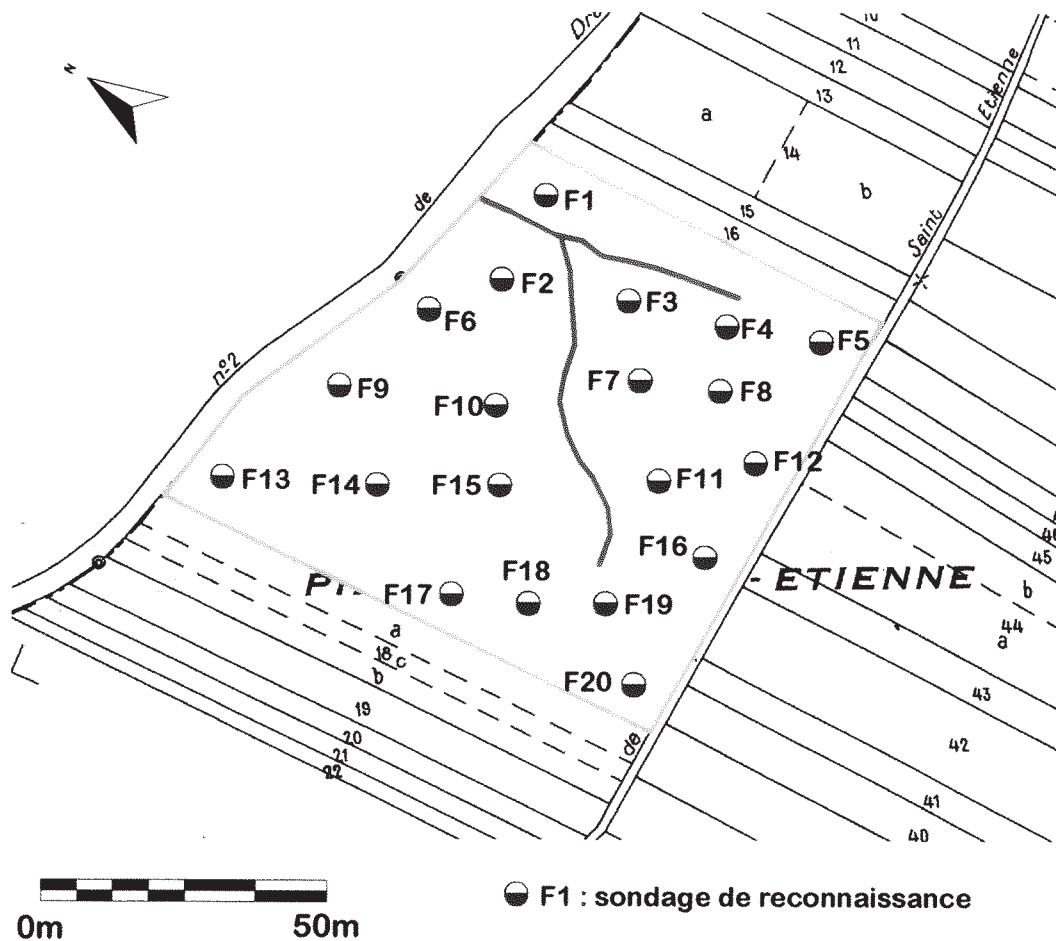 10
11
12
13
a
14
b
15
16
Etienne
Saint
de
n°2
N
F1
F2
F3
F4
F5
F6
F7
F8
F9
F10
F11
F12
F13
F14
F15
F16
F17
F18
F19
F20
- ETIENNE
a
18 c
b
19
20
21
22
de
45
b
44
a
43
42
41
40
0m 50m
F1 : sondage de reconnaissance